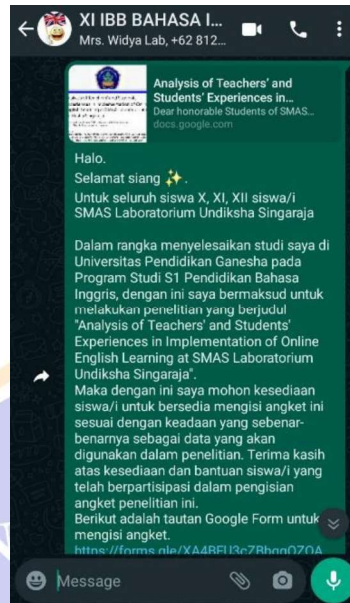 XI IBB BAHASA I...
Mrs. Widya Lab, +62 812...
Analysis of Teachers' and
Students' Experiences in...
Dear honorable Students of SMAS...
docs.google.com
Halo.
Selamat siang ✨.
Untuk seluruh siswa X, XI, XII siswa/i
SMAS Laboratorium Undiksha Singaraja
Dalam rangka menyelesaikan studi saya di
Universitas Pendidikan Ganesha pada
Program Studi S1 Pendidikan Bahasa
Inggris, dengan ini saya bermaksud untuk
melakukan penelitian yang berjudul
"Analysis of Teachers' and Students'
Experiences in Implementation of Online
English Learning at SMAS Laboratorium
Undiksha Singaraja".
Maka dengan ini saya mohon kesediaan
siswa/i untuk bersedia mengisi angket ini
sesuai dengan keadaan yang sebenar-
benarnya sebagai data yang akan
digunakan dalam penelitian. Terima kasih
atas kesediaan dan bantuan siswa/i yang
telah berpartisipasi dalam pengisian
angket penelitian ini.
Berikut adalah tautan Google Form untuk
mengisi angket.
Message